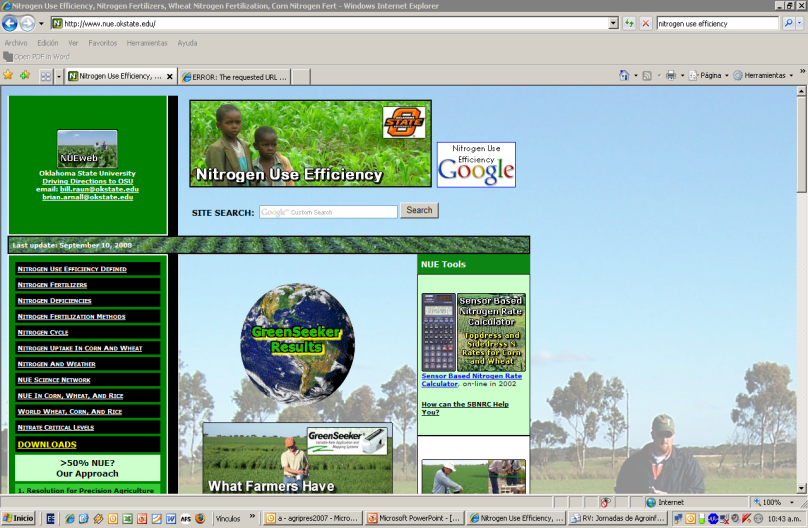 Nitrogen Use Efficiency, Nitrogen Fertilizers, Wheat Nitrogen Fertilization, Corn Nitrogen Fert - Windows Internet Explorer
http://www.nue.okstate.edu/
nitrogen use efficiency
Archivo Edición Ver Favoritos Herramientas Ayuda
Open PDF in Word
Nitrogen Use Efficiency, ...
ERROR: The requested URL ...
Página
Herramientas
NUEweb
Oklahoma State University
Driving Directions to OSU
email: bill.raun@okstate.edu
brian.arnall@okstate.edu
STATE
Nitrogen Use Efficiency
Nitrogen Use
Efficiency
Google
SITE SEARCH: Google Custom Search Search
Last update: September 10, 2008
NITROGEN USE EFFICIENCY DEFINED
NITROGEN FERTILIZERS
NITROGEN DEFICIENCIES
NITROGEN FERTILIZATION METHODS
NITROGEN CYCLE
NITROGEN UPTAKE IN CORN AND WHEAT
NITROGEN AND WEATHER
NUE SCIENCE NETWORK
NUE IN CORN, WHEAT, AND RICE
WORLD WHEAT, CORN, AND RICE
NITRATE CRITICAL LEVELS
DOWNLOADS
>50% NUE?
Our Approach
1. Resolution for Precision Agriculture
GreenSeeker
Results
GreenSeeker
What Farmers Have
NUE Tools
Sensor Based
Nitrogen Rate
Calculator
Topdress and
Sidedress N
Rates for Corn
and Wheat
Sensor Based Nitrogen Rate
Calculator, on-line in 2002
How can the SBNRC Help
You?
Internet
100%
Inicio
Vínculos
a - agripres2007 - Micro...
Microsoft PowerPoint - [...
Nitrogen Use Efficiency, ...
RV: Jornadas de Agroinf...
10:43 a.m.